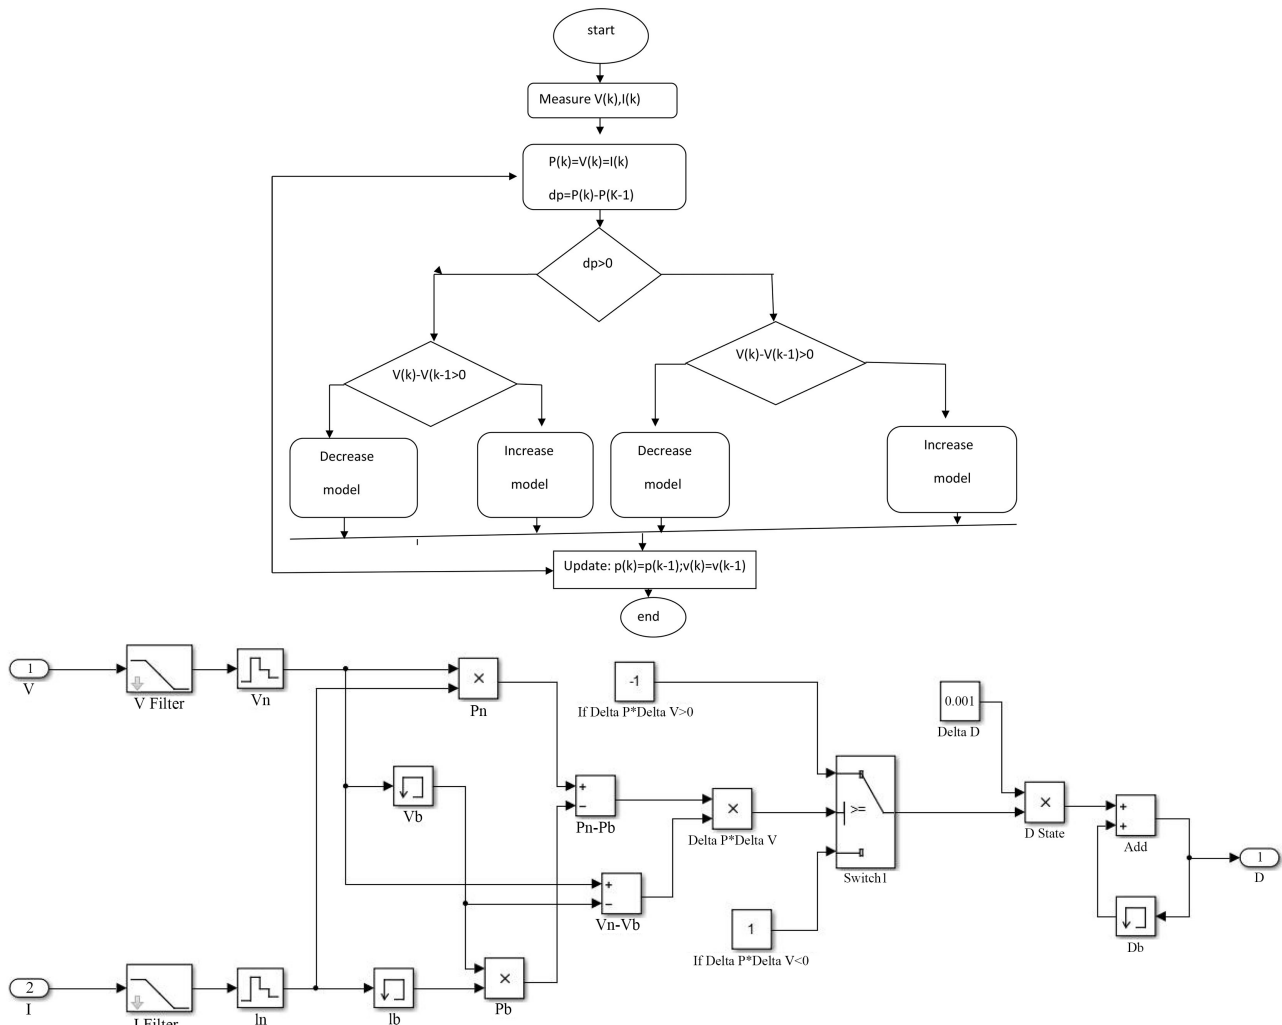 start
Measure V(k),I(k)
P(k)=V(k)=I(k)
dp=P(k)-P(K-1)
dp>0
V(k)-V(k-1>0
V(k)-V(k-1)>0
Decrease
model
Increase
model
Decrease
model
Increase
model
Update: p(k)=p(k-1);v(k)=v(k-1)
end
1
V
V Filter
Vn
×
Pn
-1
If Delta P*Delta V>0
0.001
Delta D
Vb
+
−
Pn-Pb
×
Delta P*Delta V
>=
Switch1
×
D State
+
+
Add
1
D
+
−
Vn-Vb
1
If Delta P*Delta V<0
Db
2
I
I Filter
ln
lb
×
Pb